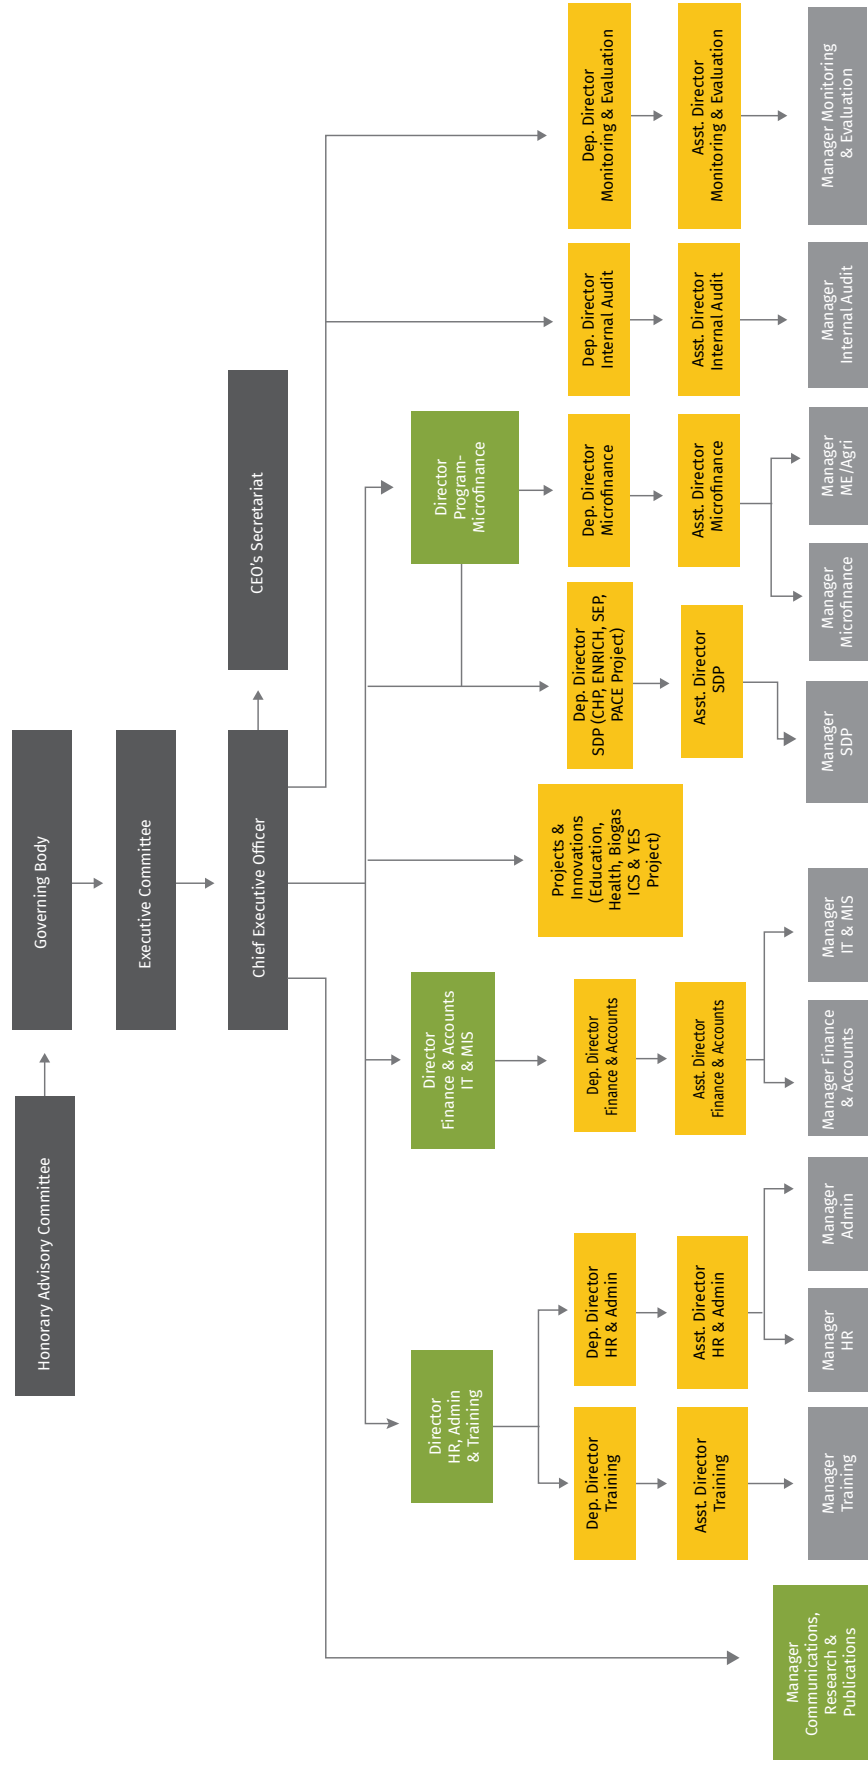 Honorary Advisory Committee
Governing Body
Executive Committee
Chief Executive Officer
CEO's Secretariat
Director
HR, Admin
& Training
Director
Finance & Accounts
IT & MIS
Director
Program-
Microfinance
Dep. Director
Training
Dep. Director
HR & Admin
Dep. Director
Finance & Accounts
Projects &
Innovations
(Education,
Health, Biogas
ICS & YES
Project)
Dep. Director
SDP (CHP, ENRICH, SEP,
PACE Project)
Dep. Director
Microfinance
Dep. Director
Internal Audit
Dep. Director
Monitoring & Evaluation
Asst. Director
Training
Asst. Director
HR & Admin
Asst. Director
Finance & Accounts
Asst. Director
SDP
Asst. Director
Microfinance
Asst. Director
Internal Audit
Asst. Director
Monitoring & Evaluation
Manager
Communications,
Research &
Publications
Manager
Training
Manager
HR
Manager
Admin
Manager Finance
& Accounts
Manager
IT & MIS
Manager
SDP
Manager
Microfinance
Manager
ME/Agri
Manager
Internal Audit
Manager Monitoring
& Evaluation